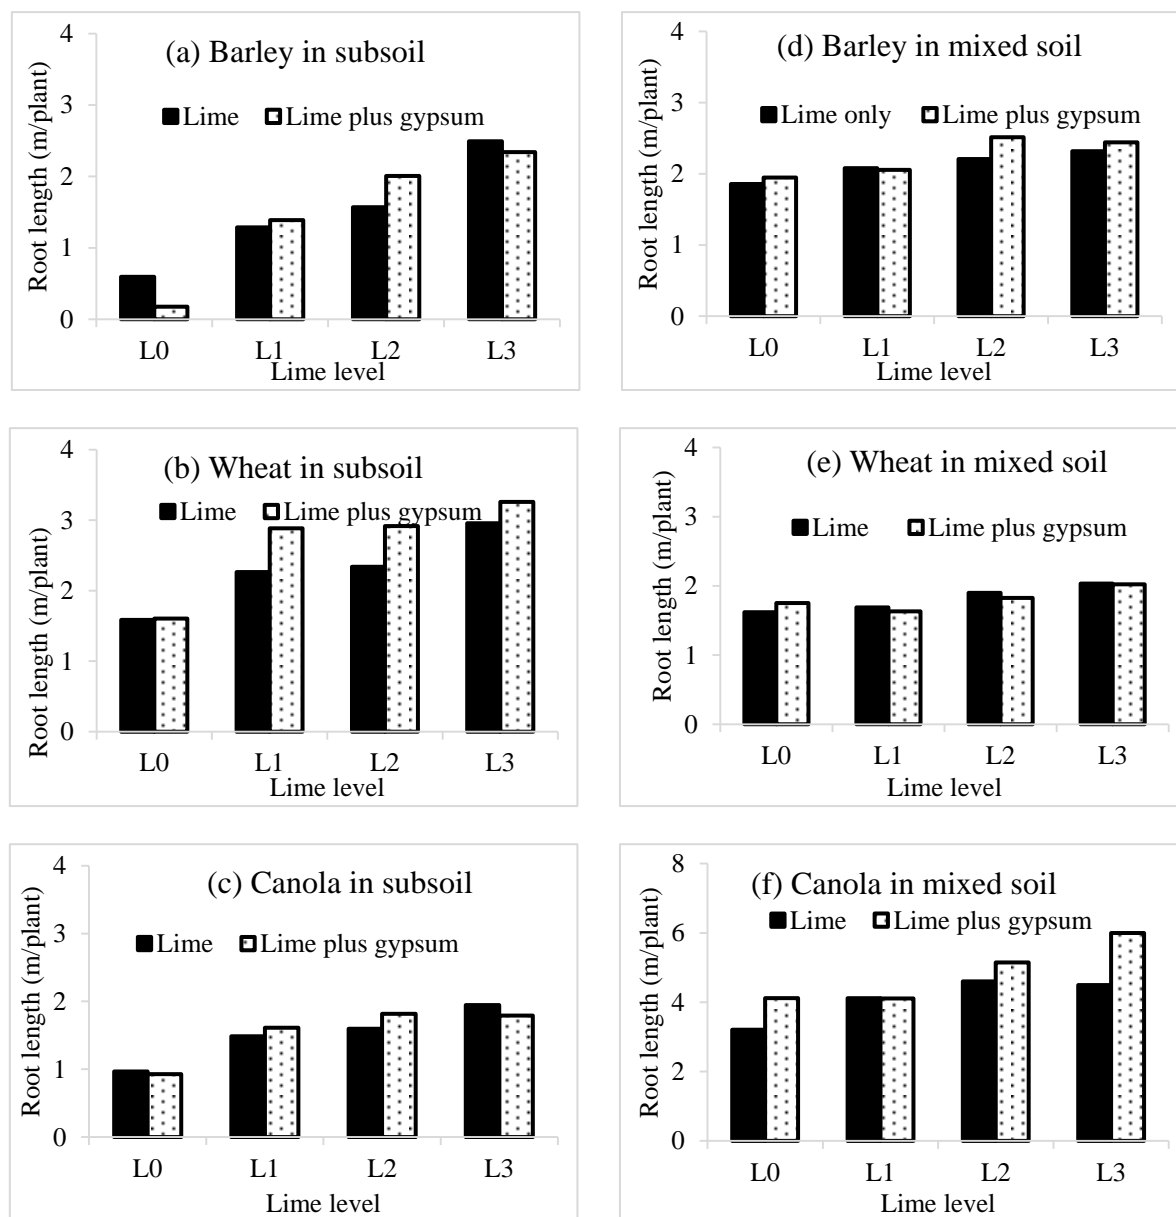 (a) Barley in subsoil
Lime Lime plus gypsum
Root length (m/plant)
4
3
2
1
0
L0 L1 L2 L3
Lime level
(d) Barley in mixed soil
Lime only Lime plus gypsum
Root length (m/plant)
4
3
2
1
0
L0 L1 L2 L3
Lime level
(b) Wheat in subsoil
Lime Lime plus gypsum
Root length (m/plant)
4
3
2
1
0
L0 L1 L2 L3
Lime level
(e) Wheat in mixed soil
Lime Lime plus gypsum
Root length (m/plant)
4
3
2
1
0
L0 L1 L2 L3
Lime level
(c) Canola in subsoil
Lime Lime plus gypsum
Root length (m/plant)
4
3
2
1
0
L0 L1 L2 L3
Lime level
(f) Canola in mixed soil
Lime Lime plus gypsum
Root length (m/plant)
8
6
4
2
0
L0 L1 L2 L3
Lime level